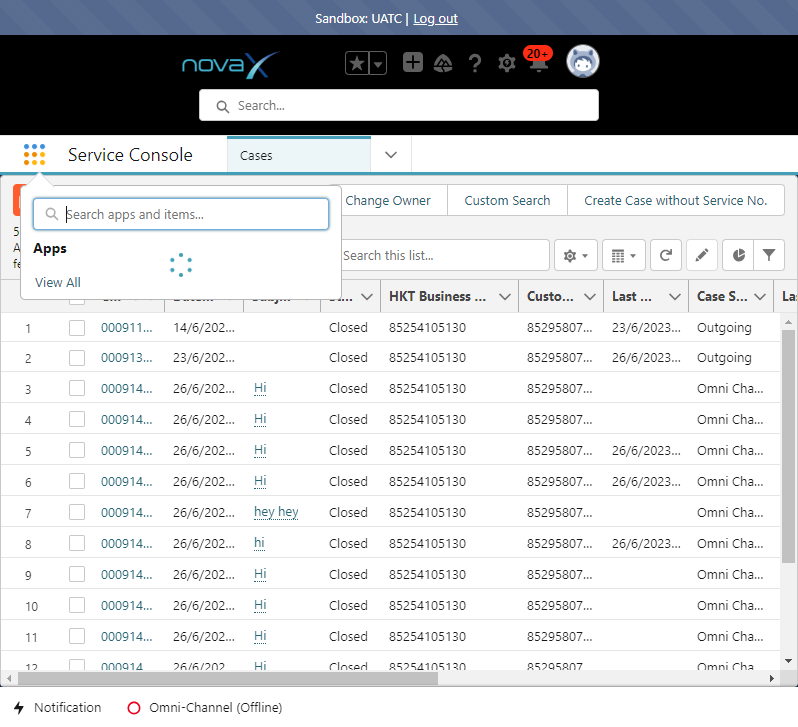 Sandbox: UATC | Log out
novaX
20+
Search...
Service Console
Cases
Change Owner
Custom Search
Create Case without Service No.
Search apps and items...
5
A
fe
Search this list...
Apps
View All
HKT Business ... Custo... Last ... Case S... La
1 000911... 14/6/202... Closed 85254105130 85295807... 23/6/2023... Outgoing
2 000913... 23/6/202... Closed 85254105130 85295807... 26/6/2023... Outgoing
3 000914... 26/6/202... Hi Closed 85254105130 85295807... Omni Cha...
4 000914... 26/6/202... Hi Closed 85254105130 85295807... Omni Cha...
5 000914... 26/6/202... Hi Closed 85254105130 85295807... 26/6/2023... Omni Cha...
6 000914... 26/6/202... Hi Closed 85254105130 85295807... 26/6/2023... Omni Cha...
7 000914... 26/6/202... hey hey Closed 85254105130 85295807... Omni Cha...
8 000914... 26/6/202... hi Closed 85254105130 85295807... 26/6/2023... Omni Cha...
9 000914... 26/6/202... Hi Closed 85254105130 85295807... Omni Cha...
10 000914... 26/6/202... Hi Closed 85254105130 85295807... Omni Cha...
11 000914... 26/6/202... Hi Closed 85254105130 85295807... Omni Cha...
12 000914... 26/6/202... Hi Closed 85254105130 85295807... Omni Cha...
Notification
Omni-Channel (Offline)